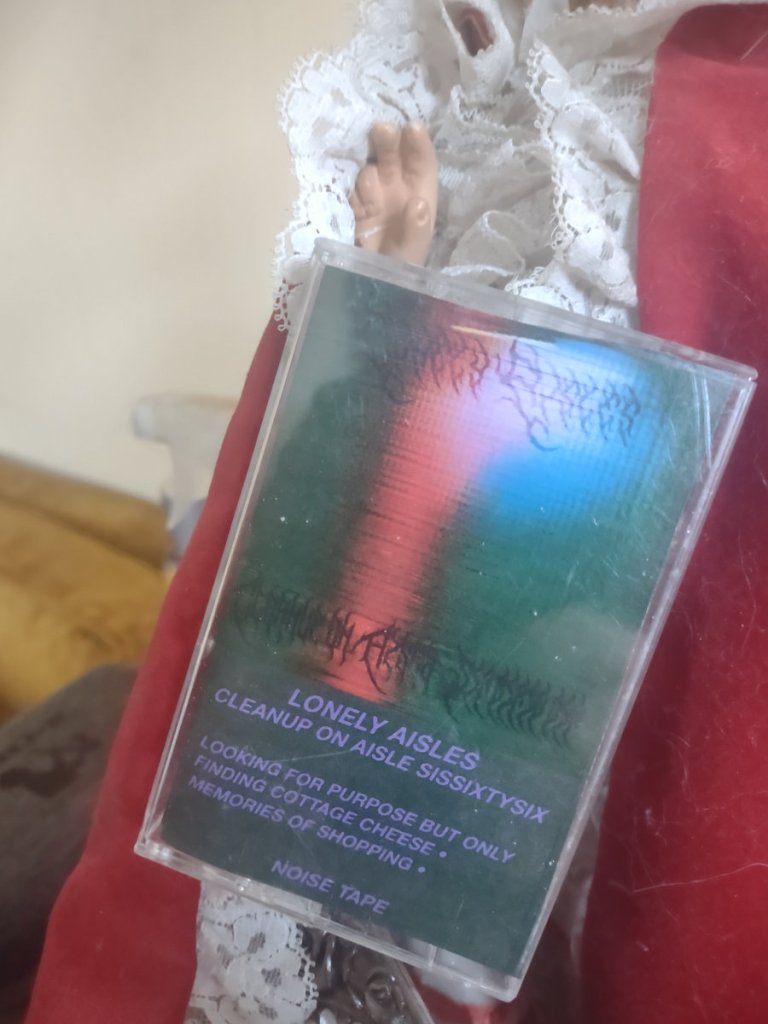 LONELY AISLES
CLEANUP ON AISLE SISSIXTYSIX
LOOKING FOR PURPOSE BUT ONLY
FINDING COTTAGE CHEESE •
MEMORIES OF SHOPPING •
NOISE TAPE